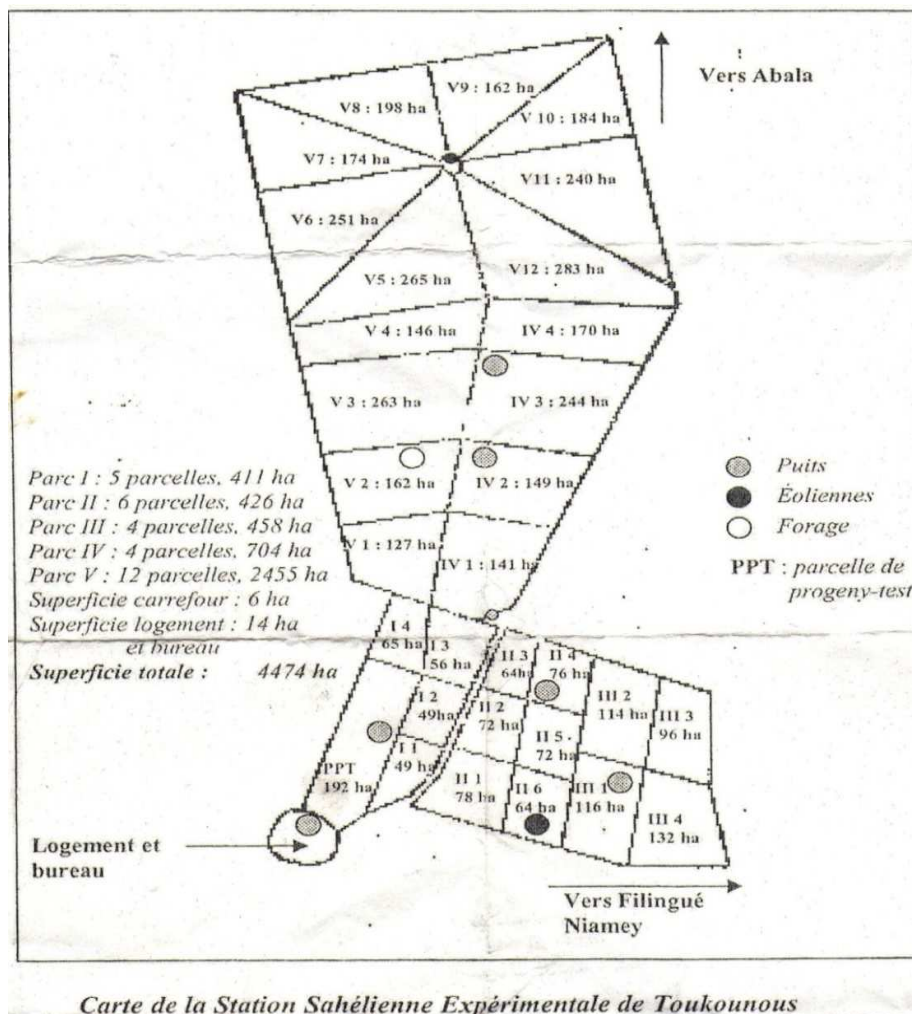 Vers Abala
V9 : 162 ha
V8 : 198 ha
V 10 : 184 ha
V7 : 174 ha
V11 : 240 ha
V6 : 251 ha
V5 : 265 ha
V12 : 283 ha
V 4 : 146 ha
IV 4 : 170 ha
V 3 : 263 ha
IV 3 : 244 ha
V 2 : 162 ha
IV 2 : 149 ha
V 1 : 127 ha
IV 1 : 141 ha
Puits
Éoliennes
Forage
PPT : parcelle de
progeny-test
Parc I : 5 parcelles, 411 ha
Parc II : 6 parcelles, 426 ha
Parc III : 4 parcelles, 458 ha
Parc IV : 4 parcelles, 704 ha
Parc V : 12 parcelles, 2455 ha
Superficie carrefour : 6 ha
Superficie logement : 14 ha
et bureau
Superficie totale : 4474 ha
I 4
65 ha
I 3
56 ha
II 3
64ha
II 4
76 ha
I 2
49ha
II 2
72 ha
III 2
114 ha
III 3
96 ha
I 1
49 ha
II 5
72 ha
PPT
192 ha
II 1
78 ha
II 6
64 ha
III 1
116 ha
III 4
132 ha
Logement et
bureau
Vers Filingué
Niamey
Carte de la Station Sahélienne Expérimentale de Toukounous